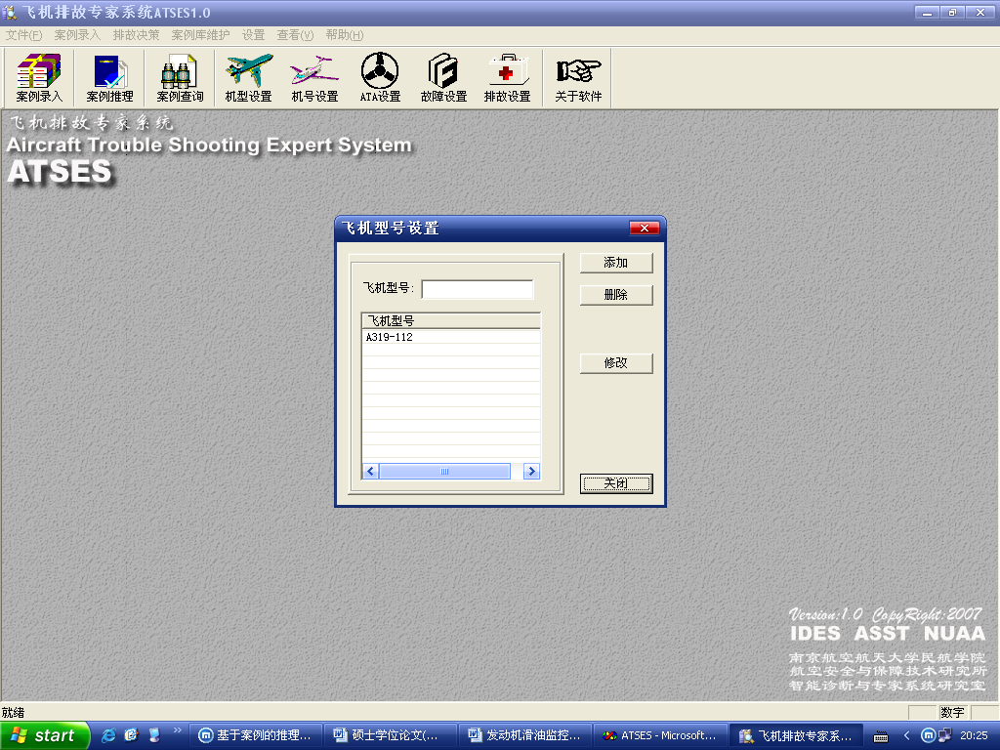 飞机排故专家系统ATSES1.0
文件(F) 案例录入 排故决策 案例库维护 设置 查看(V) 帮助(H)
案例录入 案例推理 案例查询 机型设置 机号设置 ATA设置 故障设置 排故设置 关于软件
飞机排故专家系统
Aircraft Trouble Shooting Expert System
ATSES
飞机型号设置
添加
飞机型号:
删除
飞机型号
A319-112
修改
关闭
Version:1.0 CopyRight:2007
IDES ASST NUAA
南京航空航天大学民航学院
航空安全与保障技术研究所
智能诊断与专家系统研究室
就绪 数字
start 基于案例的推理... 硕士学位论文(... 发动机滑油监控... ATSES - Microsoft... 飞机排故专家系... 20:25